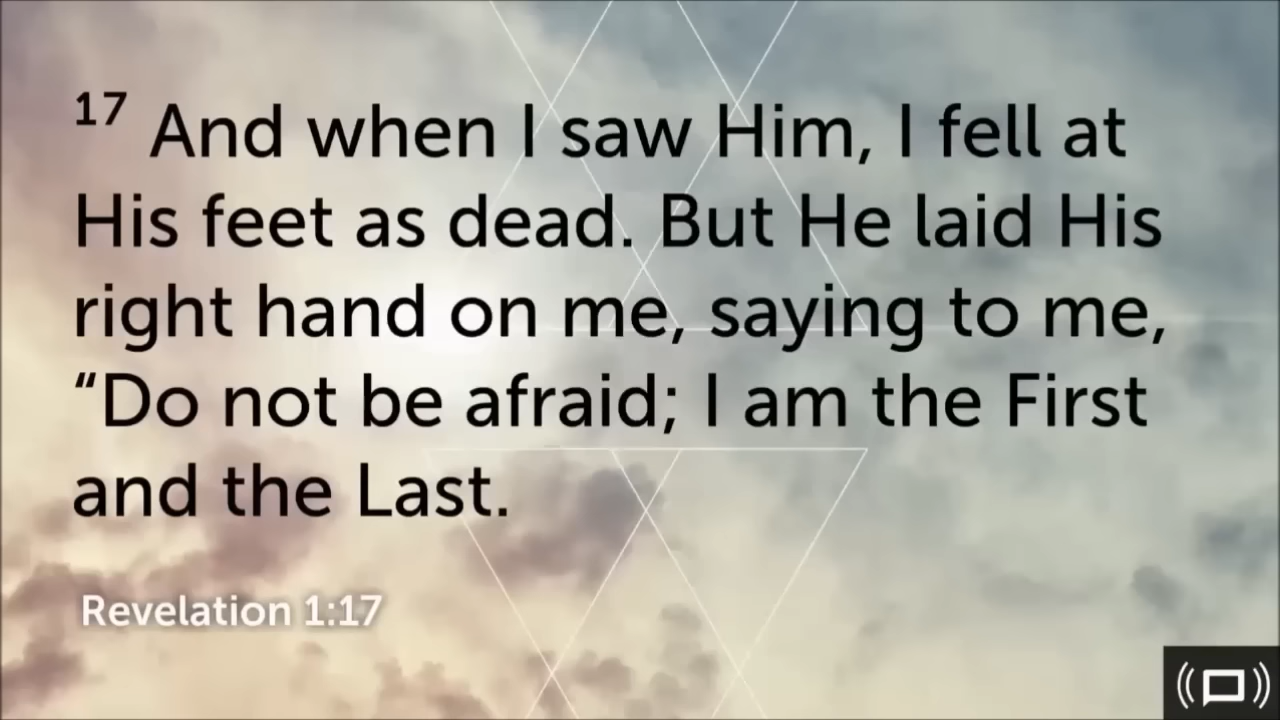 17 And when I saw Him, I fell at
His feet as dead. But He laid His
right hand on me, saying to me,
“Do not be afraid; I am the First
and the Last.
Revelation 1:17